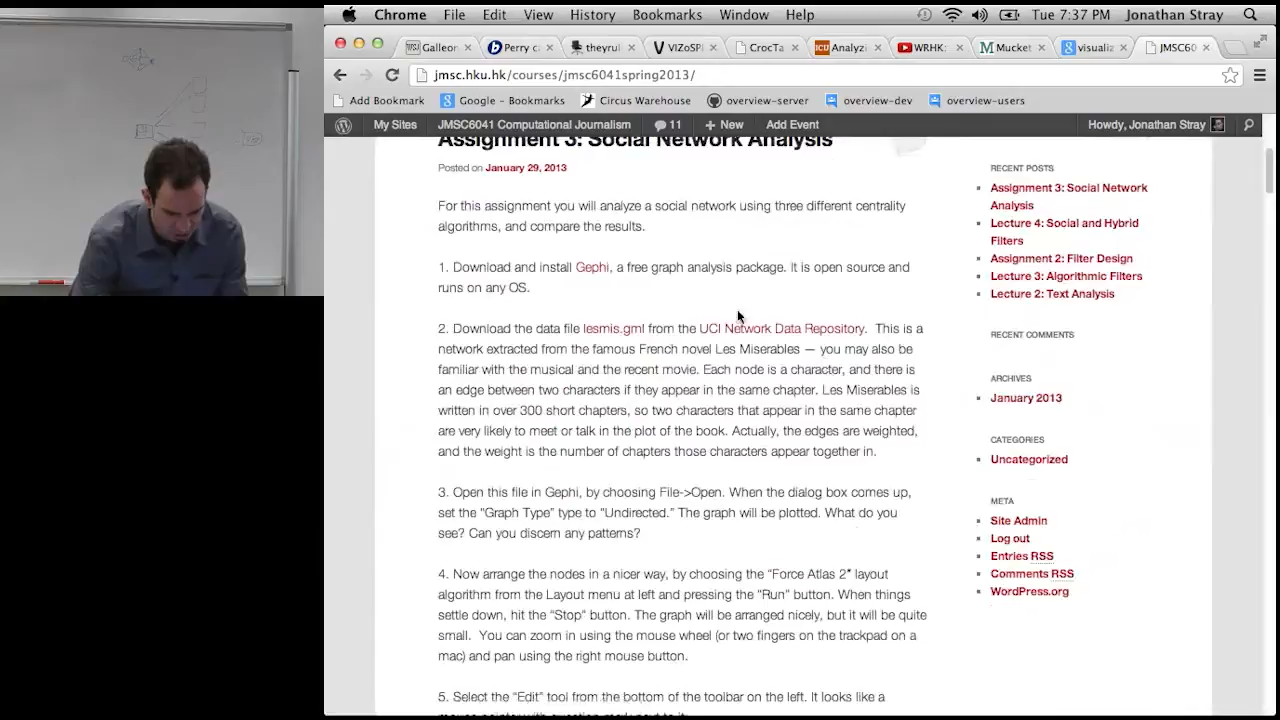 Chrome File Edit View History Bookmarks Window Help Tue 7:37 PM Jonathan Stray
Galleon Perry ca theyrul VIZoSPI CrocTa Analyzi WRHK: Mucket visualiz JMSC60
jmsc.hku.hk/courses/jmsc6041spring2013/
Add Bookmark Google - Bookmarks Circus Warehouse overview-server overview-dev overview-users
My Sites JMSC6041 Computational Journalism 11 + New Add Event Howdy, Jonathan Stray
Assignment 3: Social Network Analysis
Posted on January 29, 2013
For this assignment you will analyze a social network using three different centrality
algorithms, and compare the results.
1. Download and install Gephi, a free graph analysis package. It is open source and
runs on any OS.
2. Download the data file lesmis.gml from the UCI Network Data Repository. This is a
network extracted from the famous French novel Les Miserables — you may also be
familiar with the musical and the recent movie. Each node is a character, and there is
an edge between two characters if they appear in the same chapter. Les Miserables is
written in over 300 short chapters, so two characters that appear in the same chapter
are very likely to meet or talk in the plot of the book. Actually, the edges are weighted,
and the weight is the number of chapters those characters appear together in.
3. Open this file in Gephi, by choosing File->Open. When the dialog box comes up,
set the “Graph Type” type to “Undirected.” The graph will be plotted. What do you
see? Can you discern any patterns?
4. Now arrange the nodes in a nicer way, by choosing the “Force Atlas 2” layout
algorithm from the Layout menu at left and pressing the “Run” button. When things
settle down, hit the “Stop” button. The graph will be arranged nicely, but it will be quite
small. You can zoom in using the mouse wheel (or two fingers on the trackpad on a
mac) and pan using the right mouse button.
5. Select the “Edit” tool from the bottom of the toolbar on the left. It looks like a
RECENT POSTS
Assignment 3: Social Network
Analysis
Lecture 4: Social and Hybrid
Filters
Assignment 2: Filter Design
Lecture 3: Algorithmic Filters
Lecture 2: Text Analysis
RECENT COMMENTS
ARCHIVES
January 2013
CATEGORIES
Uncategorized
META
Site Admin
Log out
Entries RSS
Comments RSS
WordPress.org